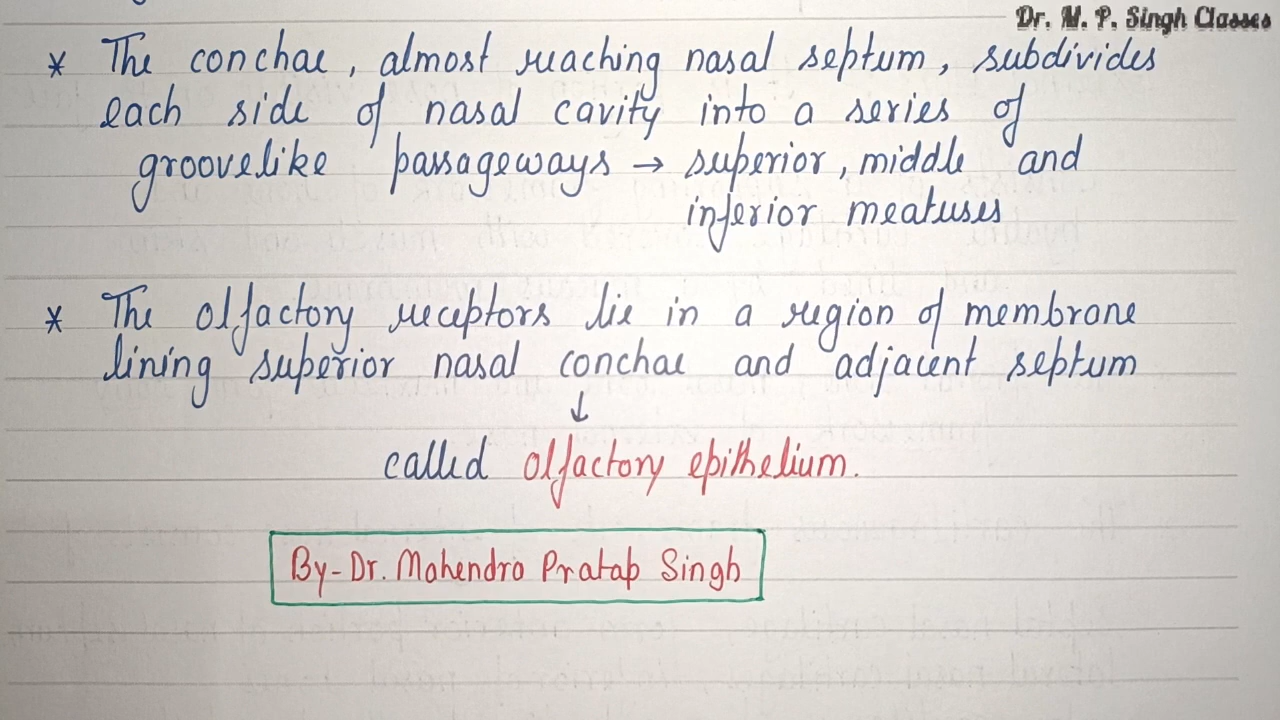 Dr. M. P. Singh Classes
* The conchae, almost reaching nasal septum, subdivides
each side of nasal cavity into a series of
groovelike passageways → superior, middle and
inferior meatuses
* The olfactory receptors lie in a region of membrane
lining superior nasal conchae and adjacent septum
↓
called olfactory epithelium.
By- Dr. Mahendra Pratap Singh